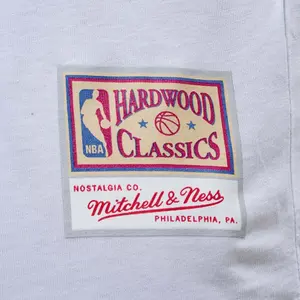 HARDWOOD
CLASSICS
NBA
NOSTALGIA CO.
Mitchell & Ness
PHILADELPHIA, PA.